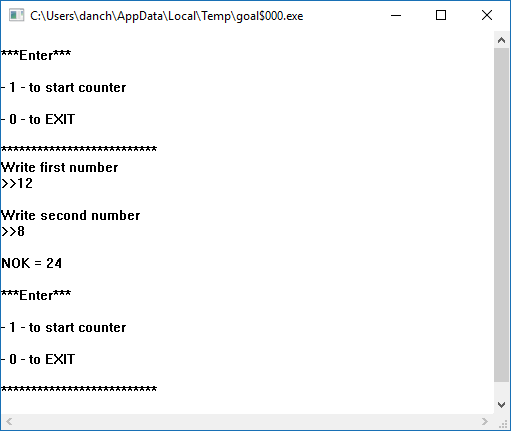 C:\Users\danch\AppData\Local\Temp\goal$000.exe
***Enter***
- 1 - to start counter
- 0 - to EXIT
**************************
Write first number
>>12
Write second number
>>8
NOK = 24
***Enter***
- 1 - to start counter
- 0 - to EXIT
**************************